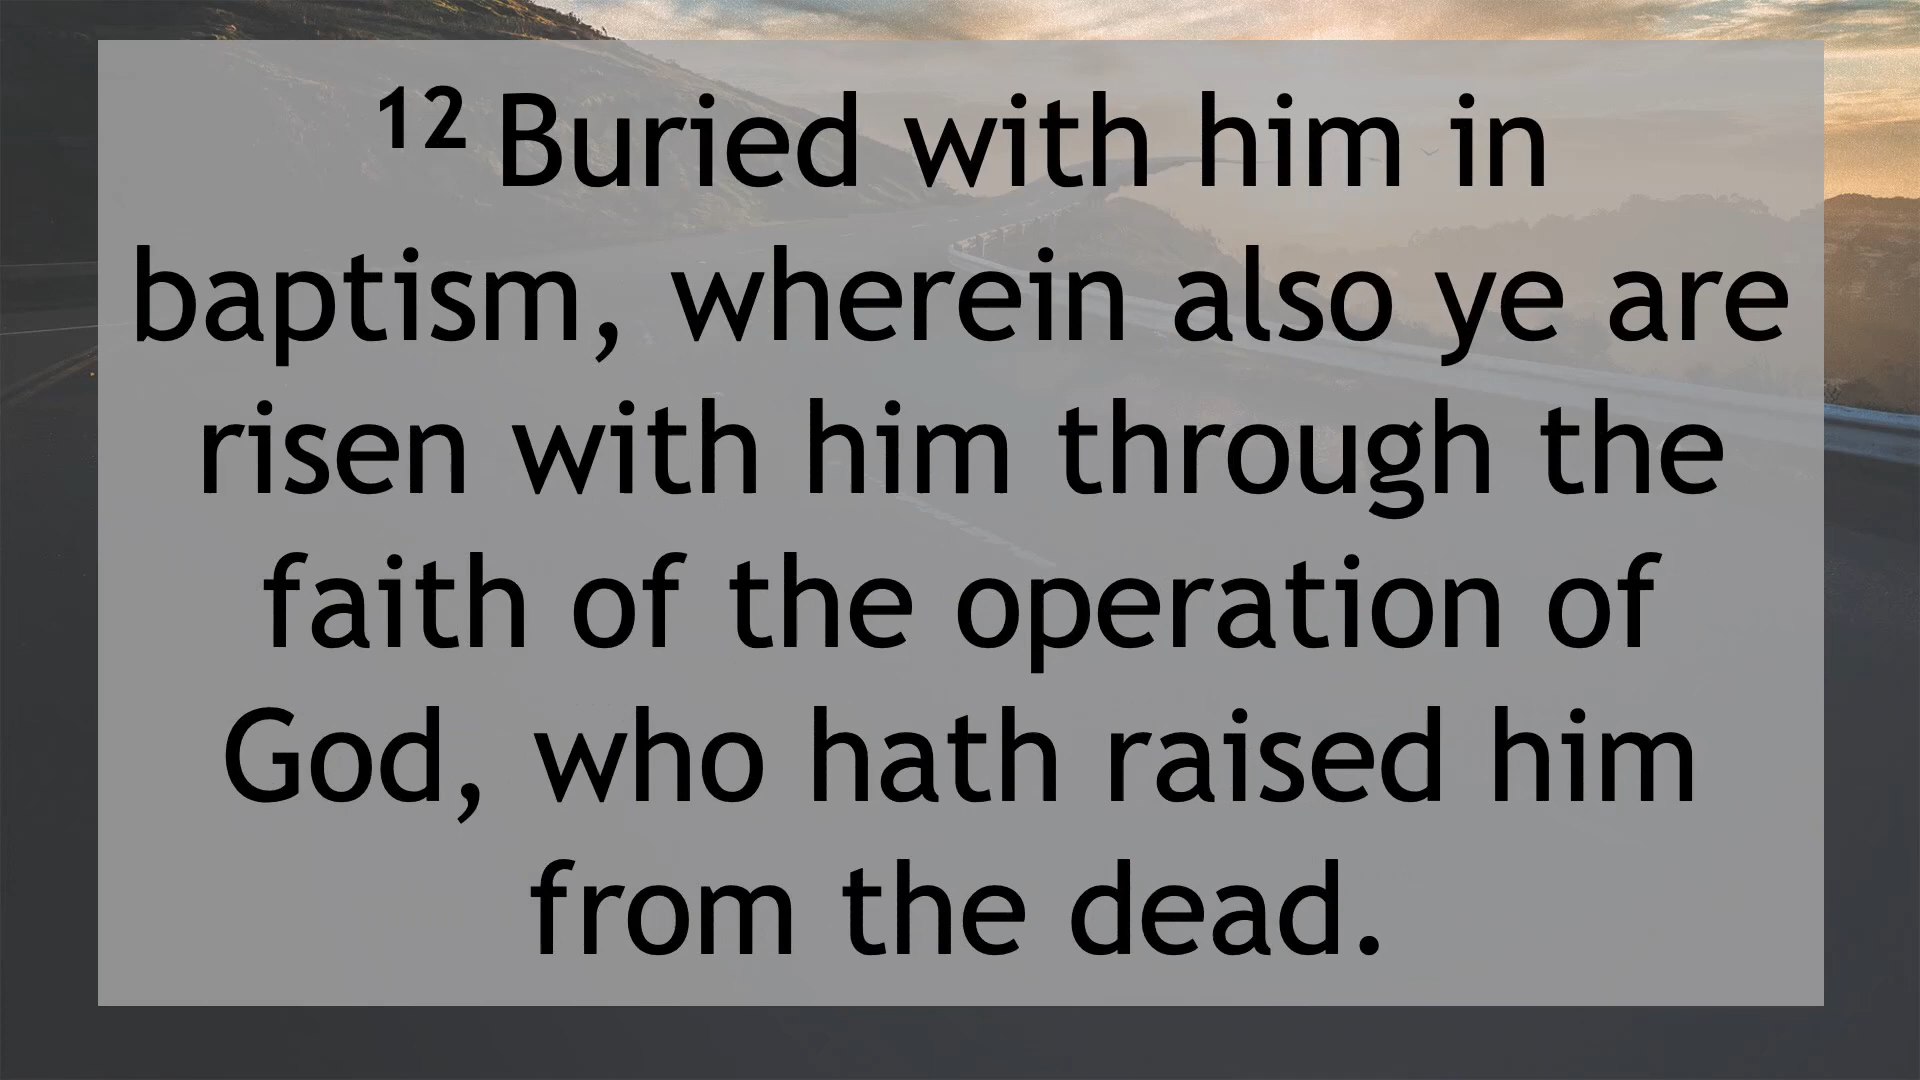 12 Buried with him in
baptism, wherein also ye are
risen with him through the
faith of the operation of
God, who hath raised him
from the dead.